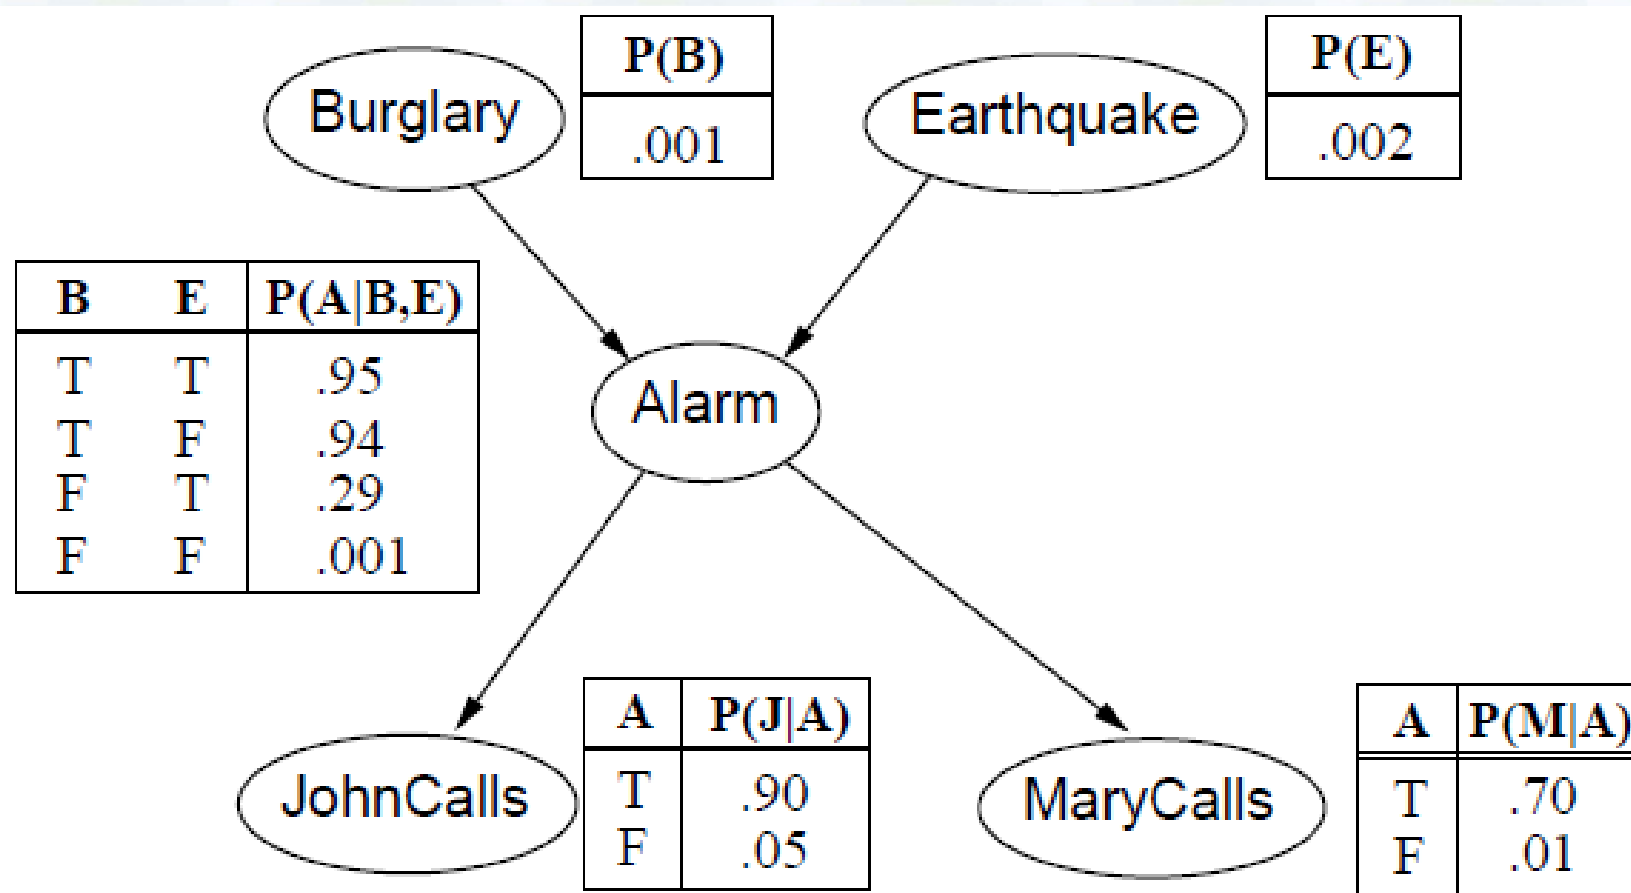 P(B)
.001
P(E)
.002
Burglary
Earthquake
B E P(A|B,E)
T T .95
T F .94
F T .29
F F .001
Alarm
JohnCalls
A P(J|A)
T .90
F .05
MaryCalls
A P(M|A)
T .70
F .01